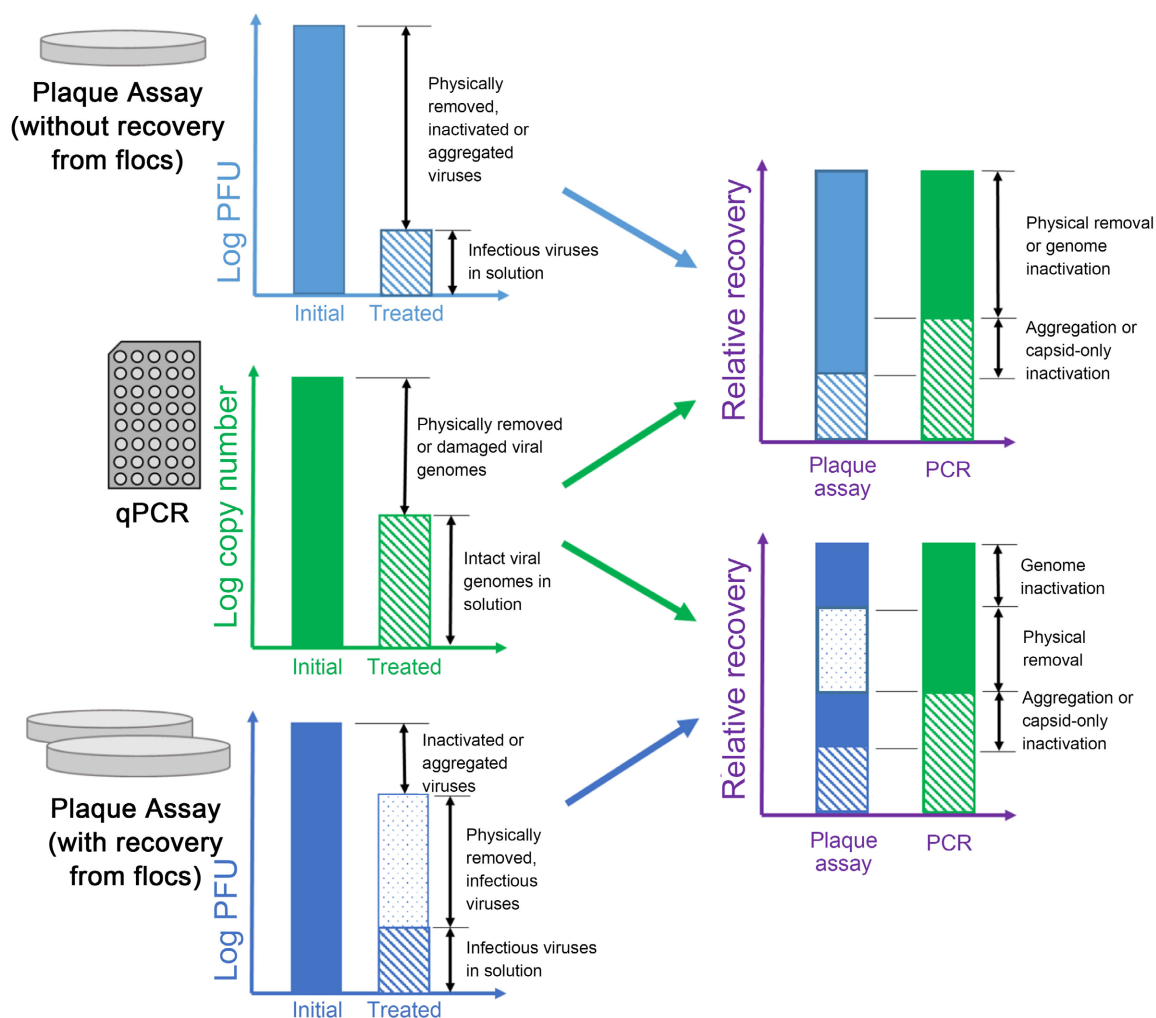 Plaque Assay
(without recovery
from flocs)
Log PFU
Physically
removed,
inactivated or
aggregated
viruses
Infectious viruses
in solution
Initial
Treated
qPCR
Log copy number
Physically removed
or damaged viral
genomes
Intact viral
genomes in
solution
Initial
Treated
Plaque Assay
(with recovery
from flocs)
Log PFU
Inactivated or
aggregated
viruses
Physically
removed,
infectious
viruses
Infectious viruses
in solution
Initial
Treated
Relative recovery
Physical removal
or genome
inactivation
Aggregation or
capsid-only
inactivation
Plaque
assay
PCR
Relative recovery
Genome
inactivation
Physical
removal
Aggregation or
capsid-only
inactivation
Plaque
assay
PCR